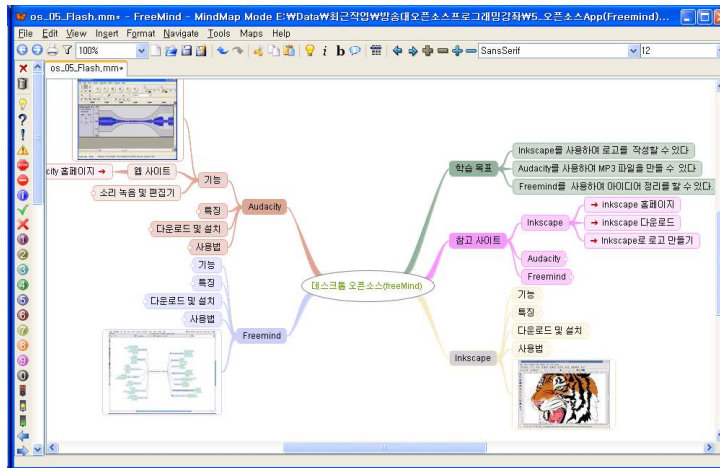 os_05_Flash.mm* - FreeMind - MindMap Mode E:₩Data₩최근작업₩방송대오픈소스프로그래밍강좌₩5_오픈소스App(Freemind)...
File Edit View Insert Format Navigate Tools Maps Help
100% SansSerif 12
os_05_Flash.mm*
city 홈페이지
웹 사이트
소리 녹음 및 편집기
기능
특징
다운로드 및 설치
사용법
Audacity
기능
특징
다운로드 및 설치
사용법
Freemind
데스크톱 오픈소스(freeMind)
학습 목표
Inkscape를 사용하여 로고를 작성할 수 있다
Audacity를 사용하여 MP3 파일을 만들 수 있다
Freemind를 사용하여 아이디어 정리를 할 수 있다.
참고 사이트
Inkscape
inkscape 홈페이지
inkscape 다운로드
Inkscape로 로고 만들기
Audacity
Freemind
Inkscape
기능
특징
다운로드 및 설치
사용법